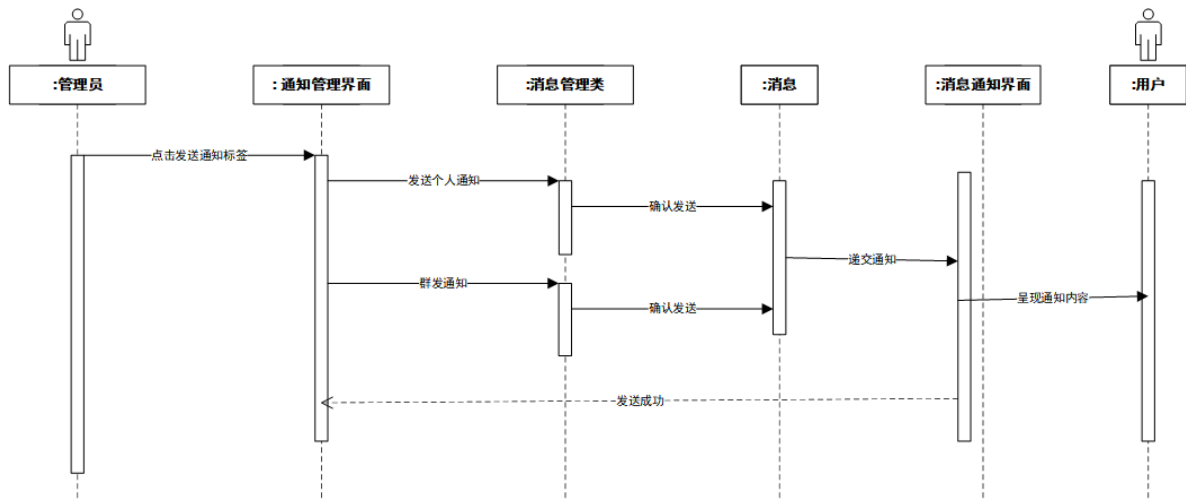 :管理员
: 通知管理界面
:消息管理类
:消息
:消息通知界面
:用户
点击发送通知标签
发送个人通知
确认发送
递交通知
群发通知
呈现通知内容
确认发送
发送成功